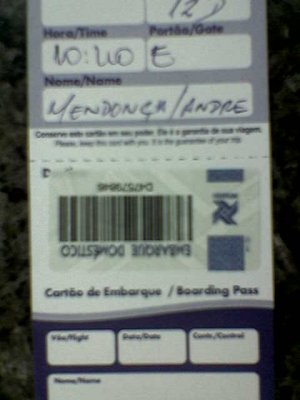 12D
Hora/Time Portão/Gate
10:40 E
Nome/Name
MENDONÇA/ANDRE
Conserve este cartão em seu poder. Ele é a garantia de sua viagem.
Please, keep this card with you. It is the guarantee of your trip.
EMBARQUE DOMÉSTICO
Cartão de Embarque / Boarding Pass
Vôo/Flight Data/Date Contr./Control
Nome/Name